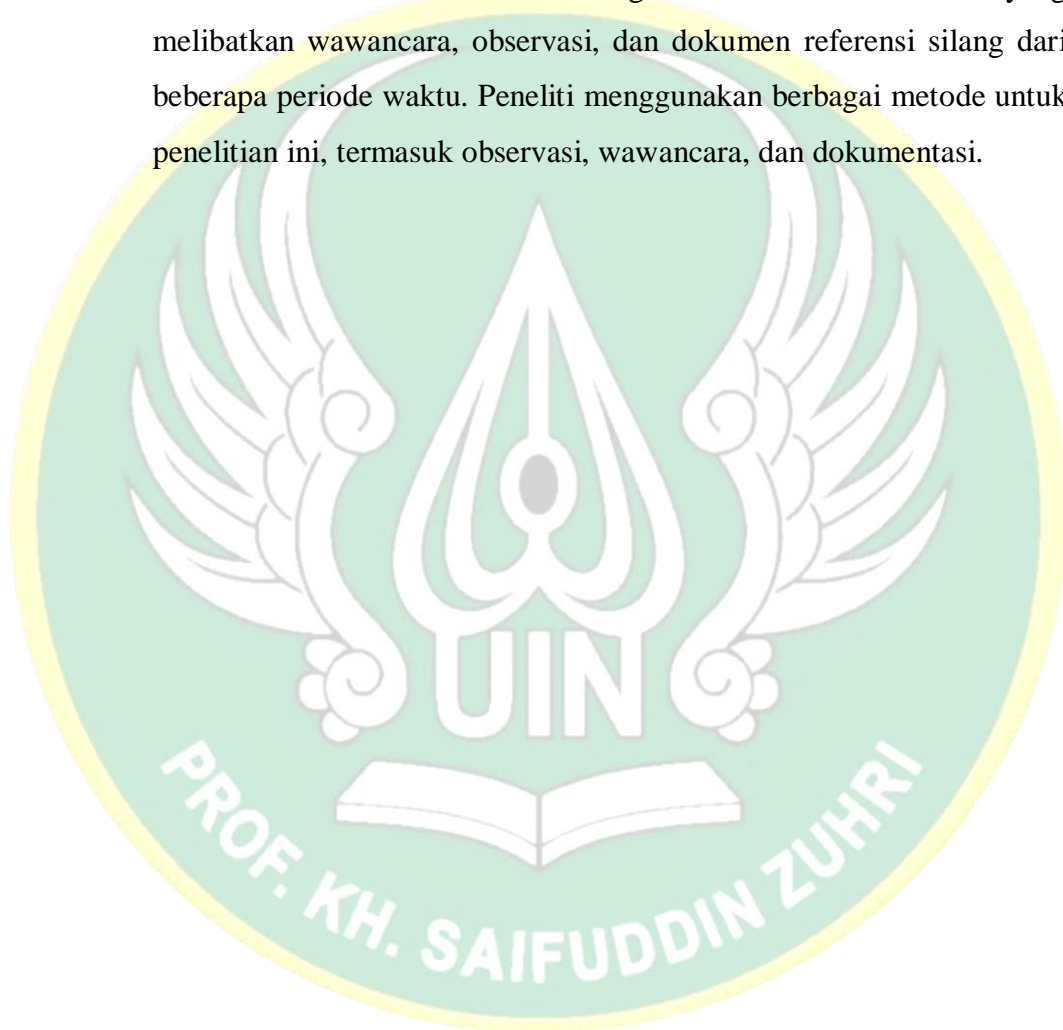 melibatkan wawancara, observasi, dan dokumen referensi silang dari
beberapa periode waktu. Peneliti menggunakan berbagai metode untuk
penelitian ini, termasuk observasi, wawancara, dan dokumentasi.
UIN
PROF. KH. SAIFUDDIN ZUHRI